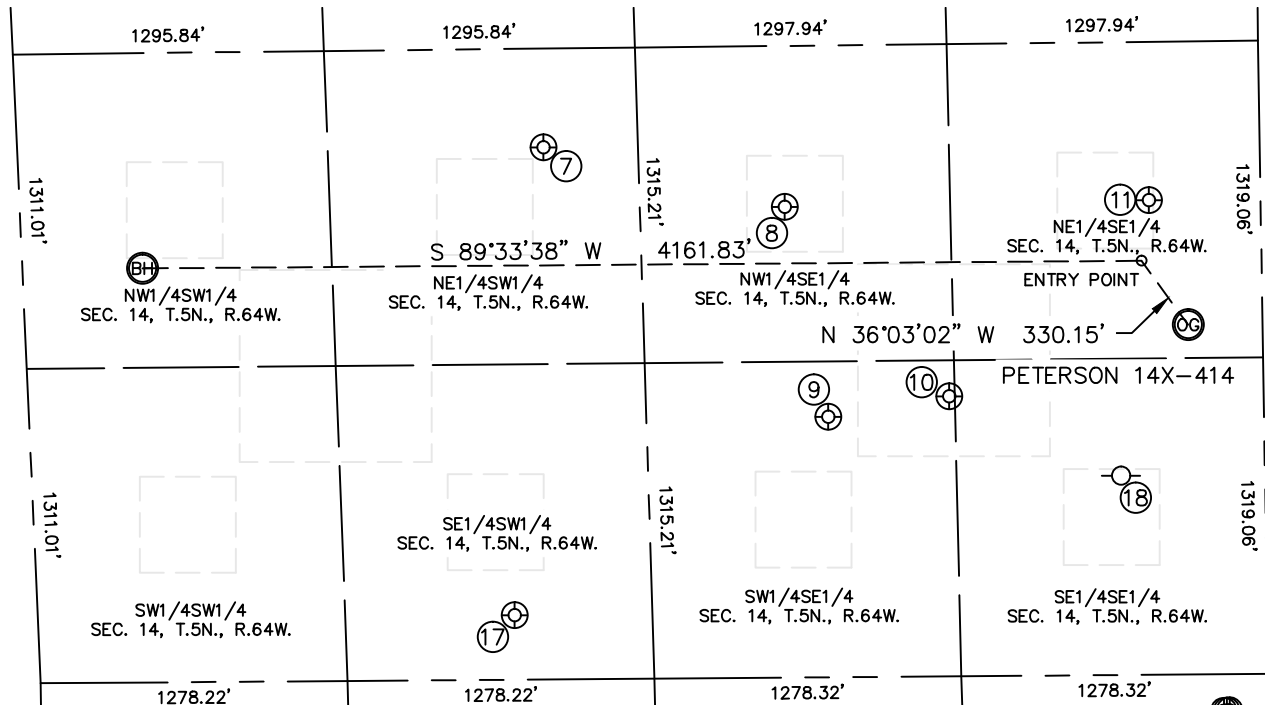 1295.84'
1295.84'
1297.94'
1297.94'
7
1311.01'
1315.21'
1319.06'
11
8
NE1/4SE1/4
SEC. 14, T.5N., R.64W.
S 89°33'38" W 4161.83'
BH
ENTRY POINT
NW1/4SW1/4
SEC. 14, T.5N., R.64W.
NE1/4SW1/4
SEC. 14, T.5N., R.64W.
NW1/4SE1/4
SEC. 14, T.5N., R.64W.
OG
N 36°03'02" W 330.15'
PETERSON 14X-414
9
10
1311.01'
1315.21'
1319.06'
18
SE1/4SW1/4
SEC. 14, T.5N., R.64W.
SW1/4SW1/4
SEC. 14, T.5N., R.64W.
SW1/4SE1/4
SEC. 14, T.5N., R.64W.
SE1/4SE1/4
SEC. 14, T.5N., R.64W.
17
1278.22'
1278.22'
1278.32'
1278.32'